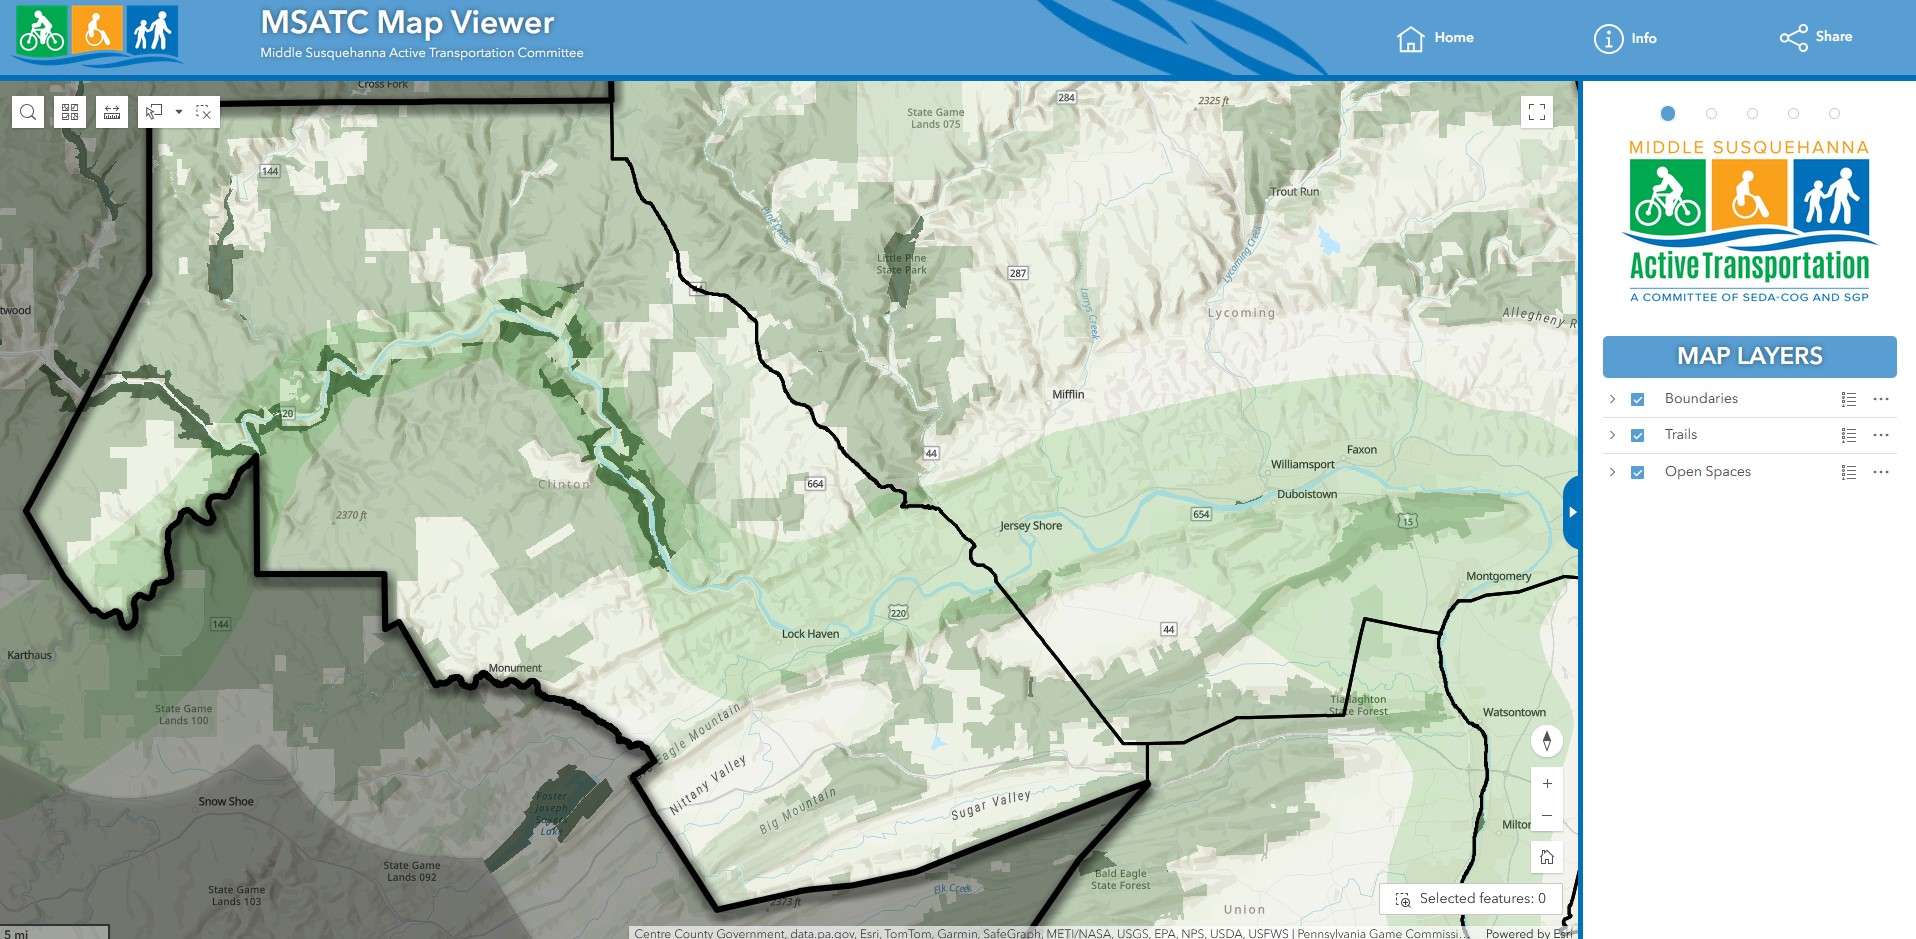 MSATC Map Viewer
Middle Susquehanna Active Transportation Committee
Home
Info
Share
Cross Fork
284
2325 ft
State Game
Lands 075
144
Trout Run
Pine Creek
Lycoming Creek
Little Pine
State Park
287
44
Larrys Creek
Lycoming
Allegheny R
twood
Mifflin
120
44
Faxon
Williamsport
Clinton
664
Duboistown
2370 ft
654
15
Jersey Shore
Montgomery
220
144
44
Lock Haven
Karthaus
Monument
State Game
Lands 100
Tiadaghton
State Forest
Watsontown
Eagle Mountain
Nittany Valley
Big Mountain
Sugar Valley
Snow Shoe
Foster
Joseph
Sayers
Lake
Milton
State Game
Lands 092
State Game
Lands 103
Elk Creek
2373 ft
Bald Eagle
State Forest
Union
Selected features: 0
5 mi
Centre County Government, data.pa.gov, Esri, TomTom, Garmin, SafeGraph, METI/NASA, USGS, EPA, NPS, USDA, USFWS | Pennsylvania Game Commissi...
Powered by Esri
MIDDLE SUSQUEHANNA
Active Transportation
A COMMITTEE OF SEDA-COG AND SGP
MAP LAYERS
Boundaries
Trails
Open Spaces